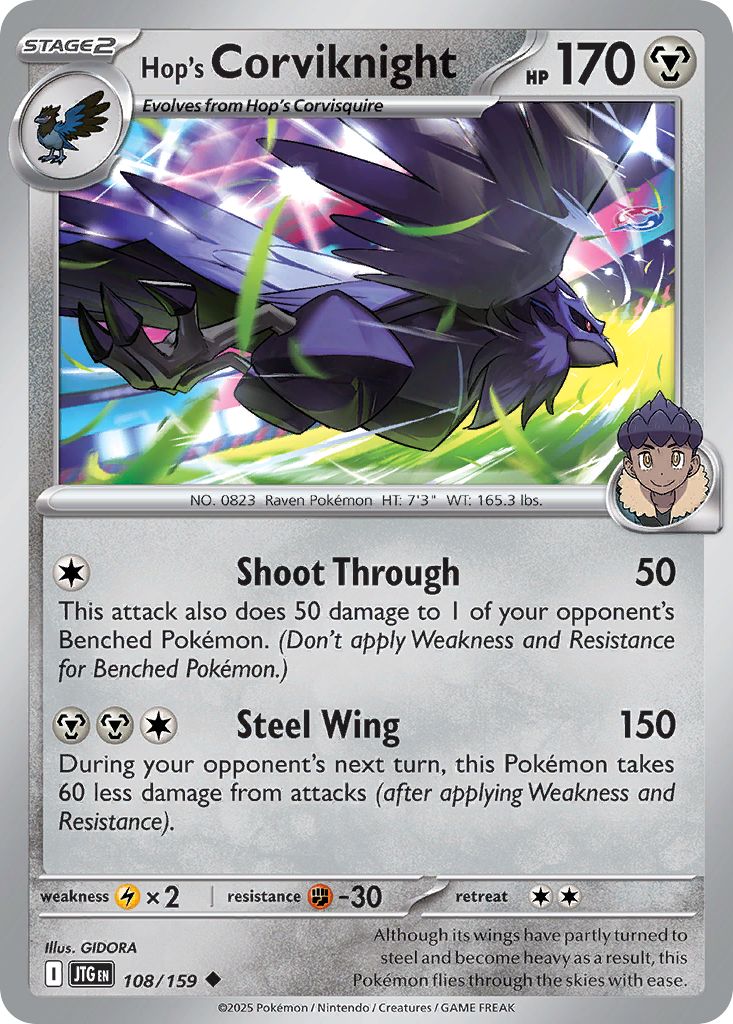 STAGE2
Hop's Corviknight HP 170
Evolves from Hop's Corvisquire
NO. 0823 Raven Pokémon HT: 7'3" WT: 165.3 lbs.
Shoot Through 50
This attack also does 50 damage to 1 of your opponent's
Benched Pokémon. (Don't apply Weakness and Resistance
for Benched Pokémon.)
Steel Wing 150
During your opponent's next turn, this Pokémon takes
60 less damage from attacks (after applying Weakness and
Resistance).
weakness ×2 resistance -30 retreat
Illus. GIDORA
Although its wings have partly turned to
steel and become heavy as a result, this
Pokémon flies through the skies with ease.
I JTG EN 108/159
©2025 Pokémon / Nintendo / Creatures / GAME FREAK